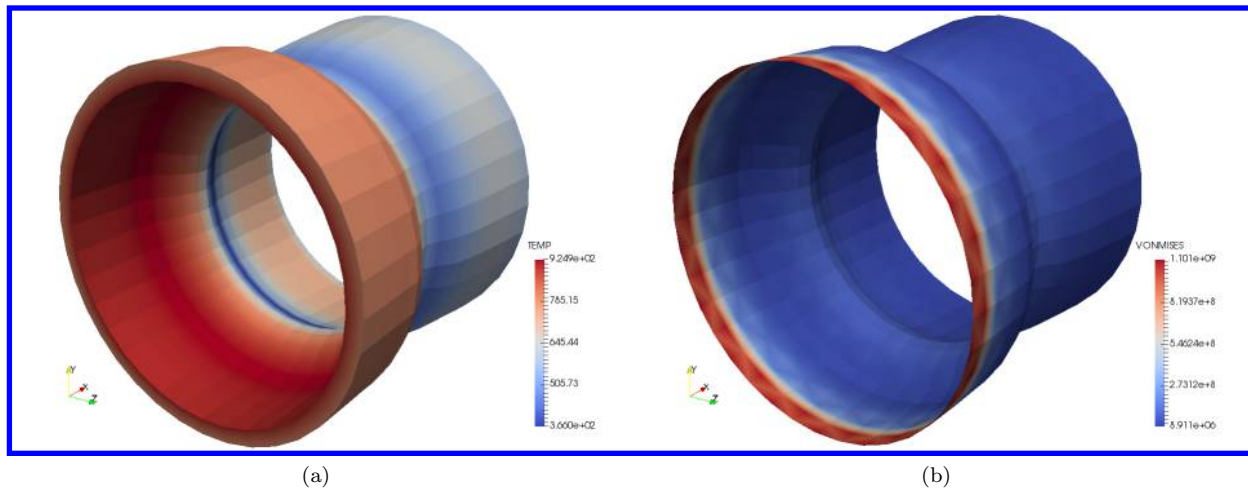 TEMP
9.249e+02
785.15
645.44
505.73
3.660e+02
Y
X
Z
VONMISES
1.101e+09
8.1937e+8
5.4624e+8
2.7312e+8
8.911e+06
Y
X
Z
(a)
(b)